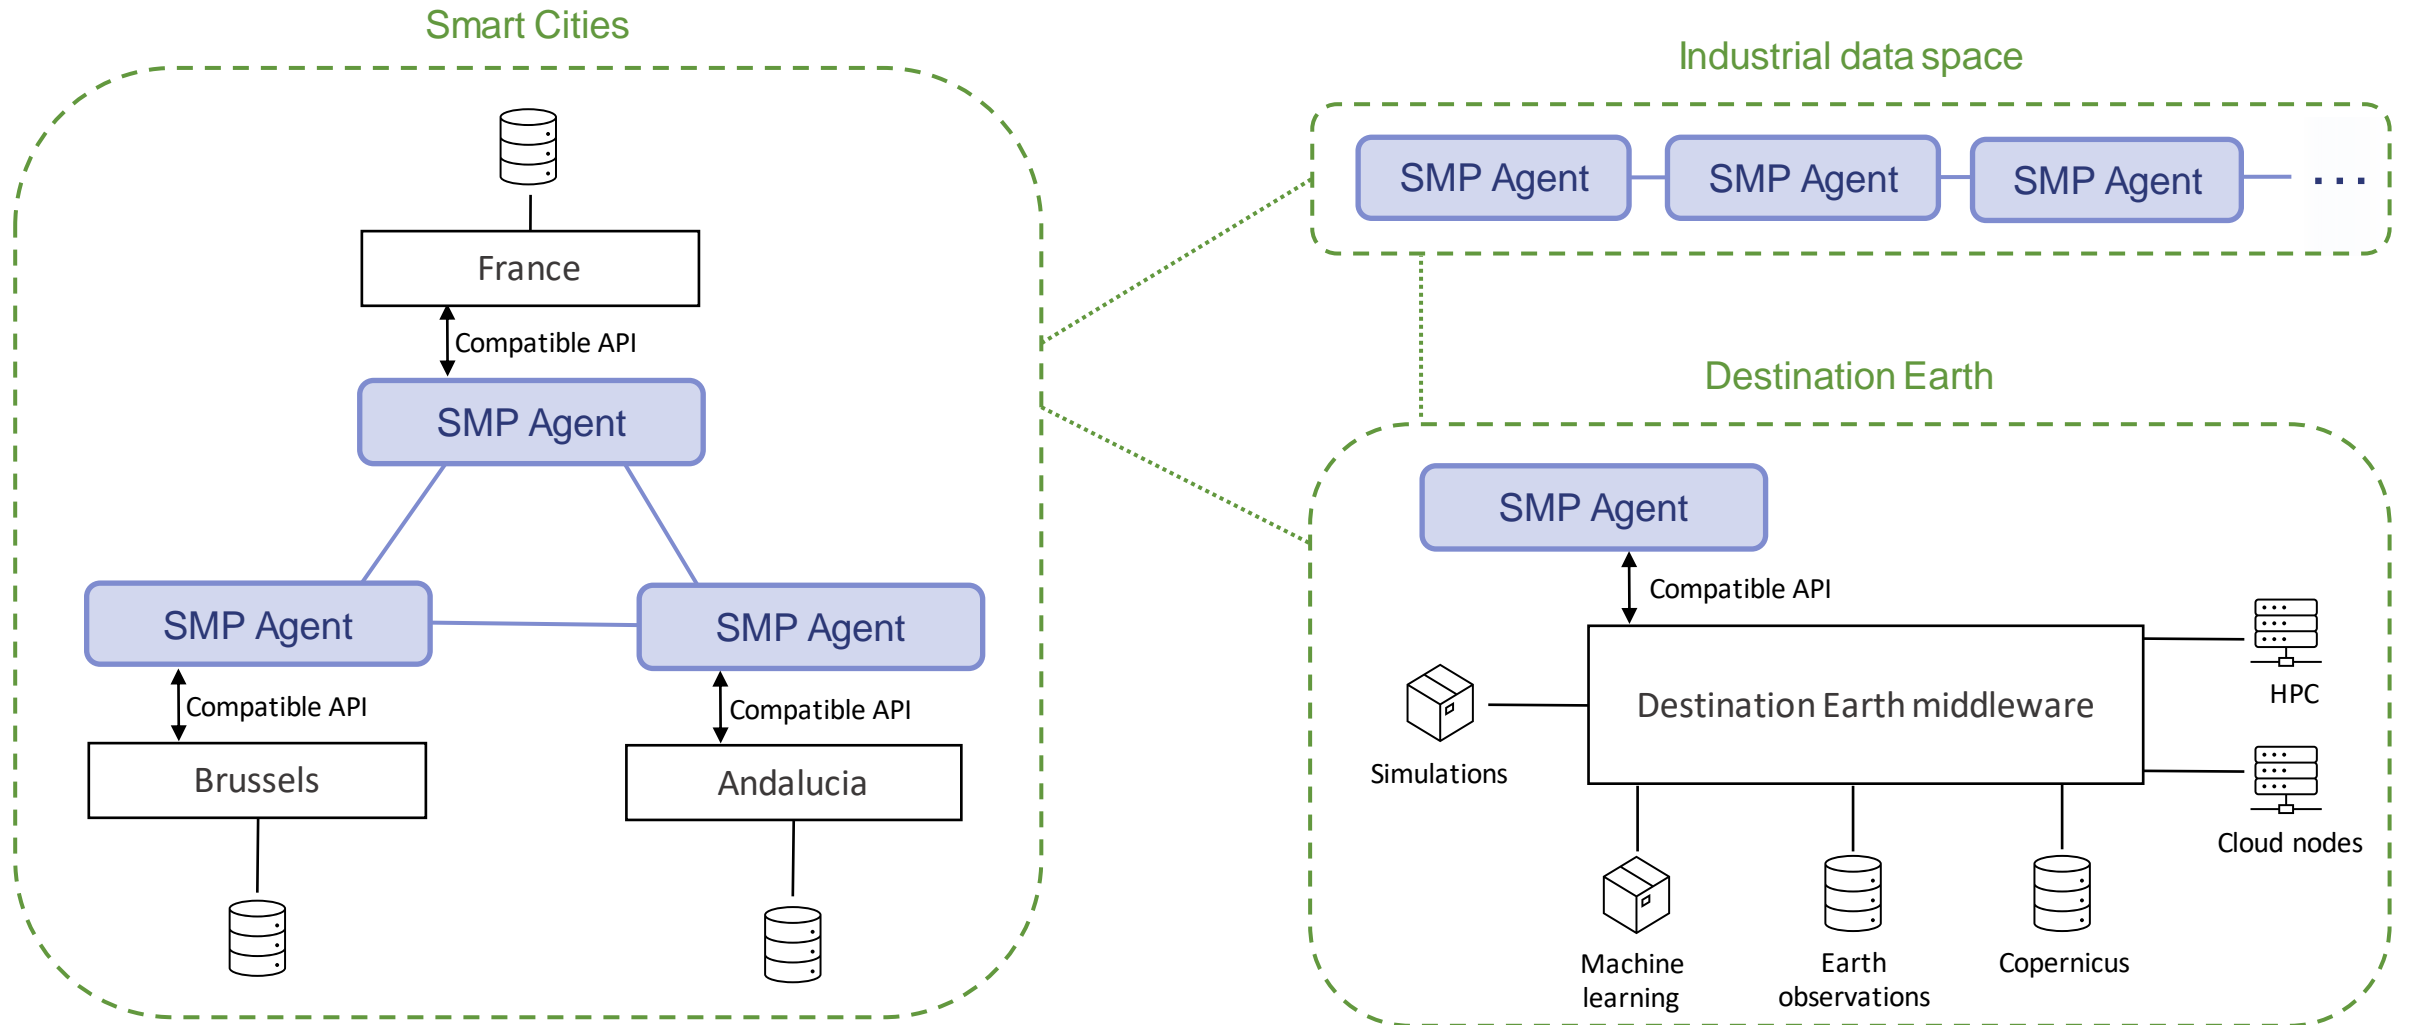 Smart Cities
France
Compatible API
SMP Agent
SMP Agent
SMP Agent
Compatible API
Compatible API
Brussels
Andalucia
Industrial data space
SMP Agent
SMP Agent
SMP Agent
...
Destination Earth
SMP Agent
Compatible API
Destination Earth middleware
HPC
Simulations
Cloud nodes
Machine
learning
Earth
observations
Copernicus